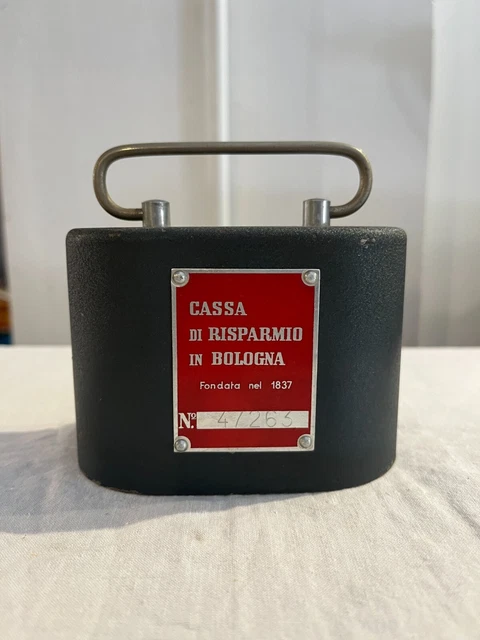 CASSA
DI RISPARMIO
IN BOLOGNA
Fondata nel 1837
N.º 47263